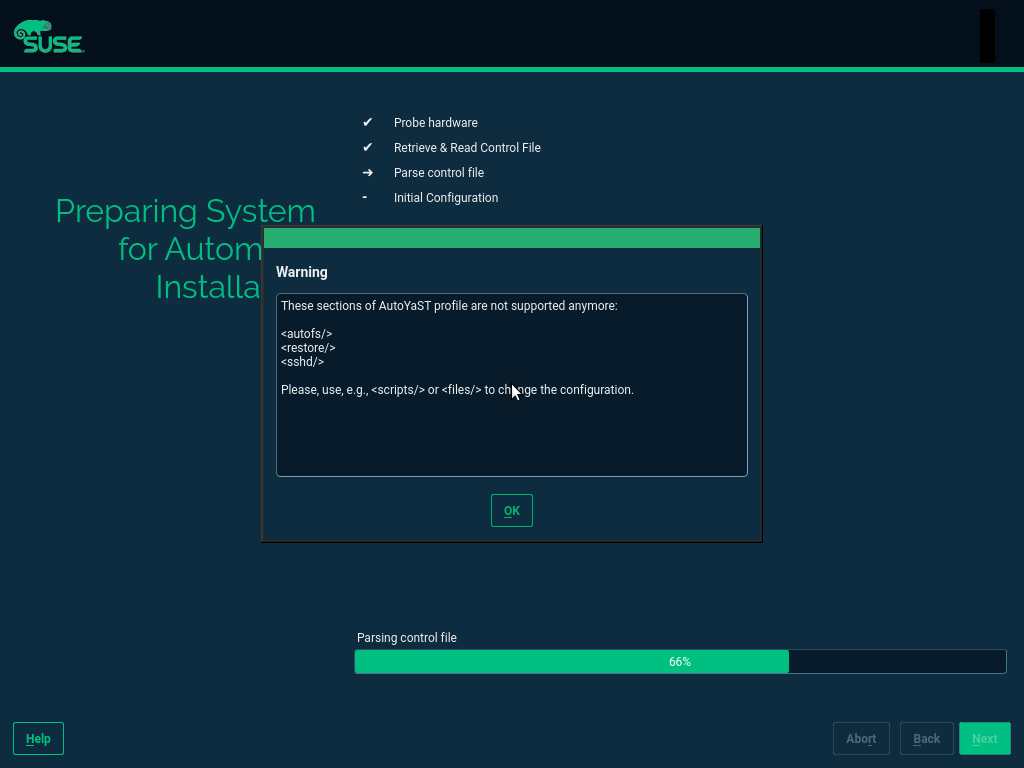 SUSE
Probe hardware
Retrieve & Read Control File
Parse control file
- Initial Configuration
Preparing System
for Autom
Installa
Warning
These sections of AutoYaST profile are not supported anymore:
<autofs/>
<restore/>
<sshd/>
Please, use, e.g., <scripts/> or <files/> to change the configuration.
OK
Parsing control file
66%
Help
Abort
Back
Next